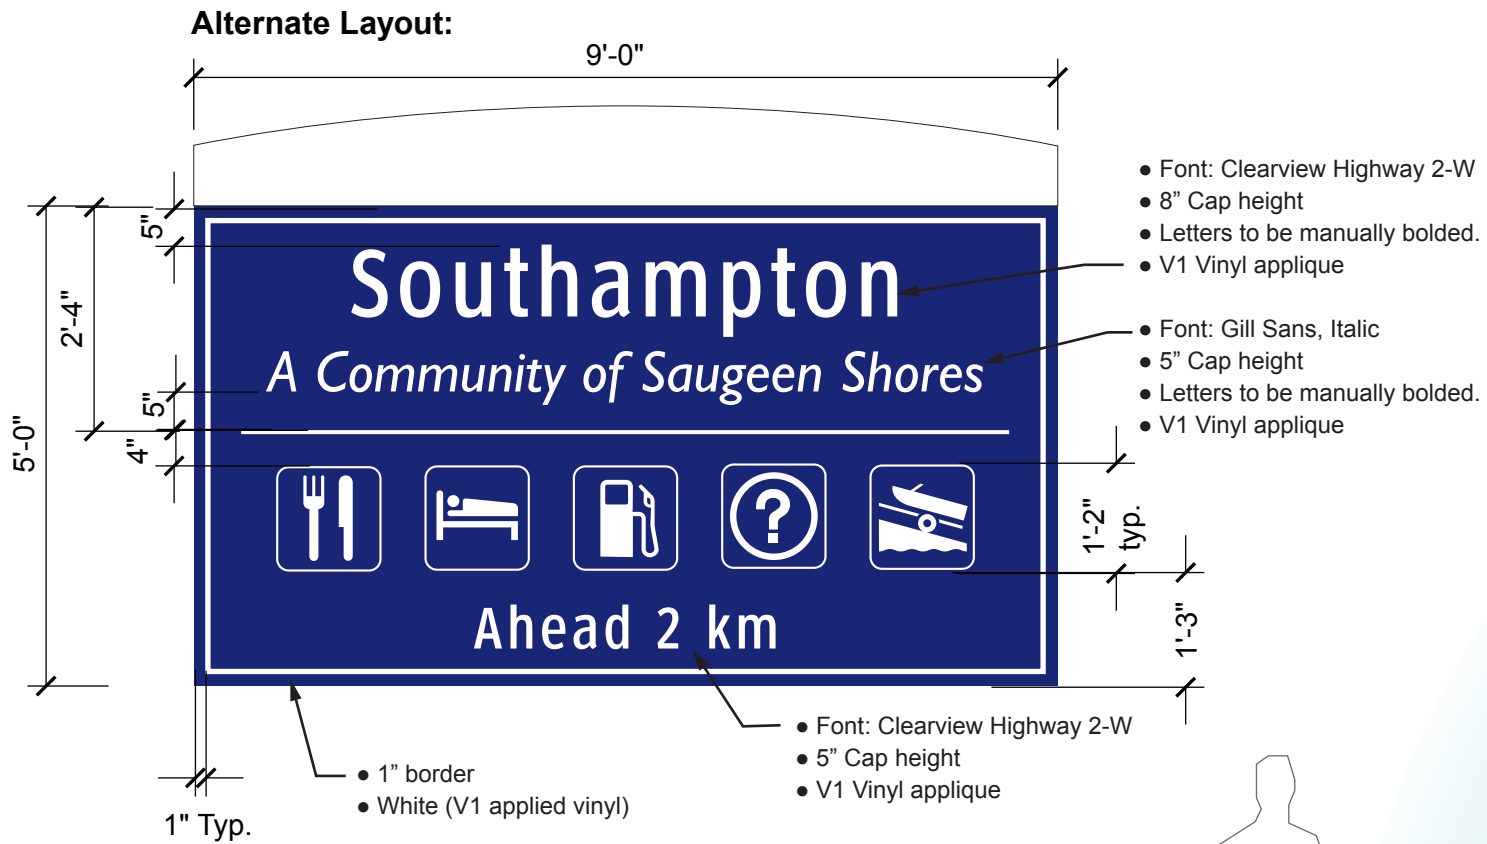 Alternate Layout:
9'-0"
● Font: Clearview Highway 2-W
● 8” Cap height
● Letters to be manually bolded.
● V1 Vinyl applique
5"
Southampton
2'-4"
● Font: Gill Sans, Italic
● 5” Cap height
● Letters to be manually bolded.
● V1 Vinyl applique
A Community of Saugeen Shores
5"
5'-0"
4"
?
1'-2"
typ.
1'-3"
Ahead 2 km
● Font: Clearview Highway 2-W
● 5” Cap height
● V1 Vinyl applique
● 1” border
● White (V1 applied vinyl)
1" Typ.